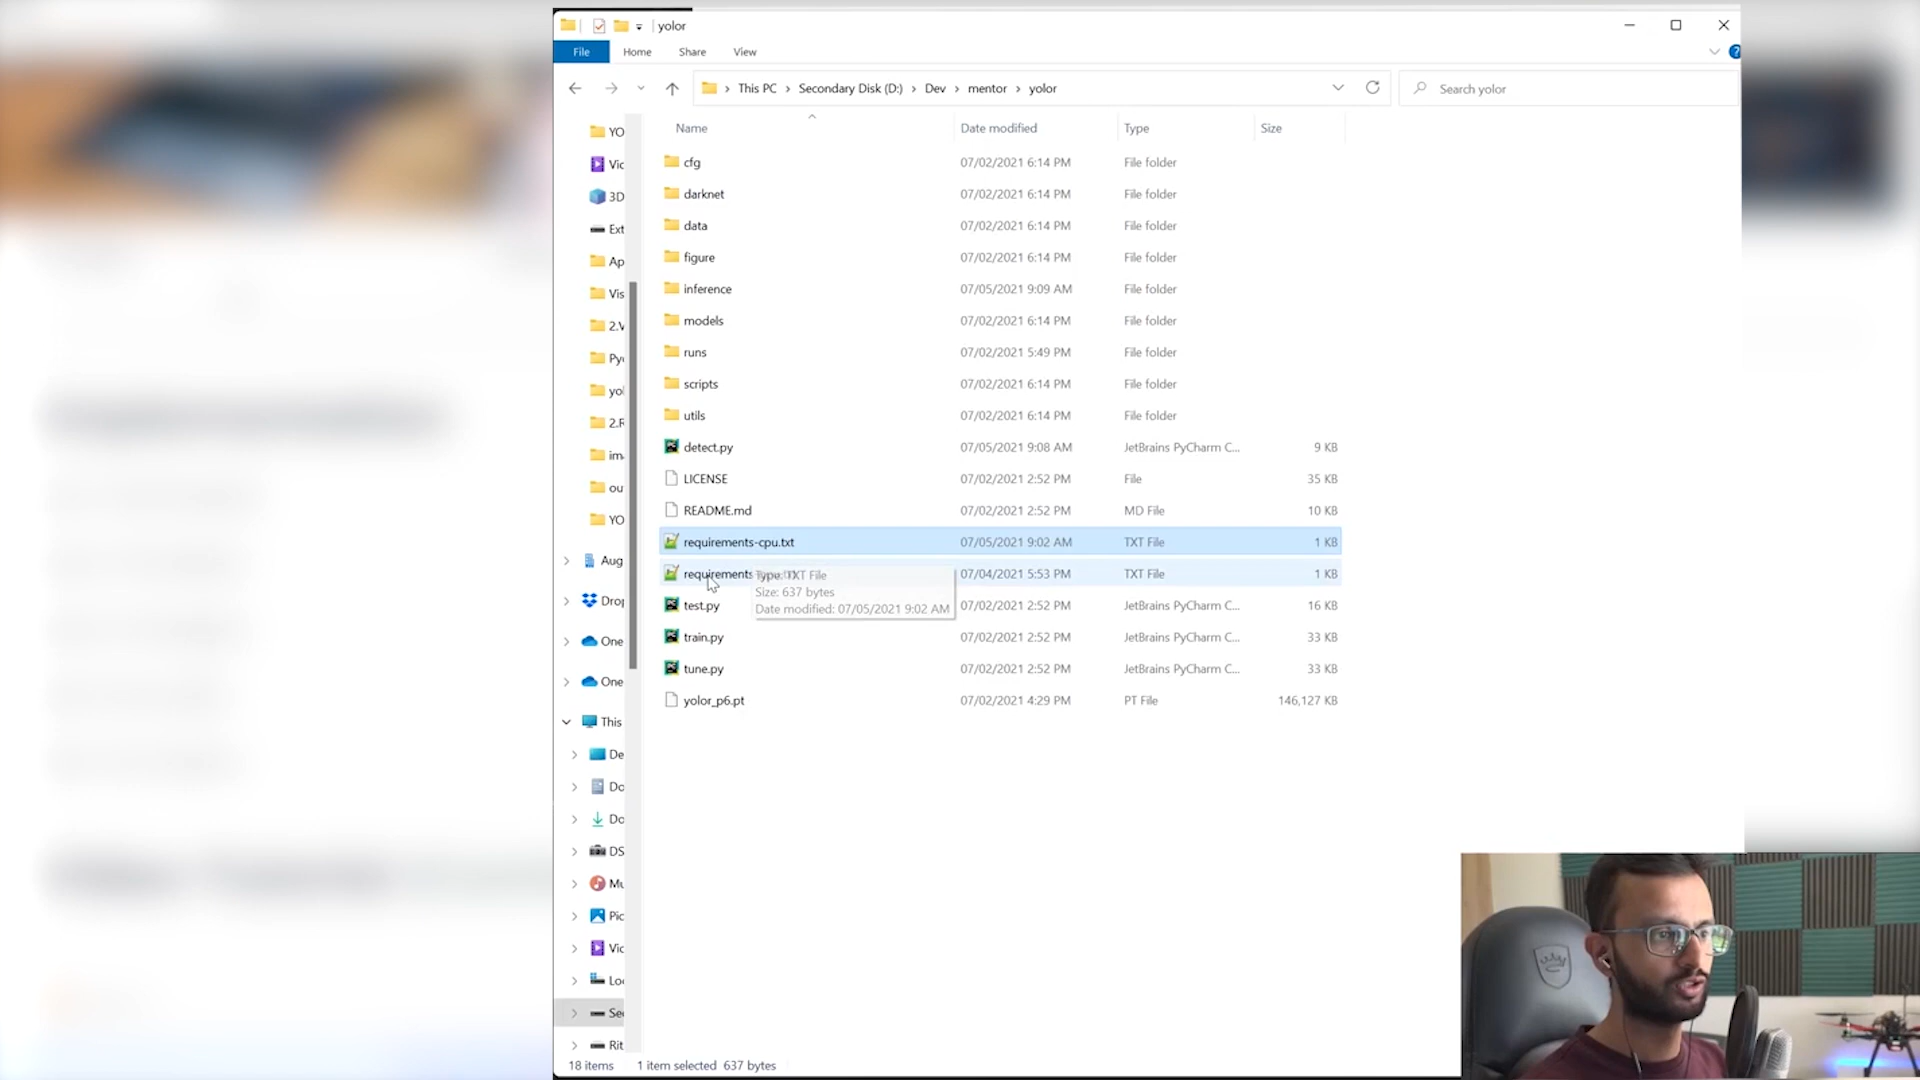 yolor
File Home Share View
This PC > Secondary Disk (D:) > Dev > mentor > yolor
Search yolor
Name Date modified Type Size
cfg 07/02/2021 6:14 PM File folder
darknet 07/02/2021 6:14 PM File folder
data 07/02/2021 6:14 PM File folder
figure 07/02/2021 6:14 PM File folder
inference 07/05/2021 9:09 AM File folder
models 07/02/2021 6:14 PM File folder
runs 07/02/2021 5:49 PM File folder
scripts 07/02/2021 6:14 PM File folder
utils 07/02/2021 6:14 PM File folder
detect.py 07/05/2021 9:08 AM JetBrains PyCharm C... 9 KB
LICENSE 07/02/2021 2:52 PM File 35 KB
README.md 07/02/2021 2:52 PM MD File 10 KB
requirements-cpu.txt 07/05/2021 9:02 AM TXT File 1 KB
requirements 07/04/2021 5:53 PM TXT File 1 KB
Type: TXT File
Size: 637 bytes
Date modified: 07/05/2021 9:02 AM
test.py 07/02/2021 2:52 PM JetBrains PyCharm C... 16 KB
train.py 07/02/2021 2:52 PM JetBrains PyCharm C... 33 KB
tune.py 07/02/2021 2:52 PM JetBrains PyCharm C... 33 KB
yolor_p6.pt 07/02/2021 4:29 PM PT File 146,127 KB
YO
Vic
3D
Ext
Ap
Vis
2.V
Py
yol
2.F
im
ou
YO
Aug
Drop
One
One
This
De
Do
Do
DS
Mu
Pic
Vic
Loc
Sec
Rit
18 items 1 item selected 637 bytes